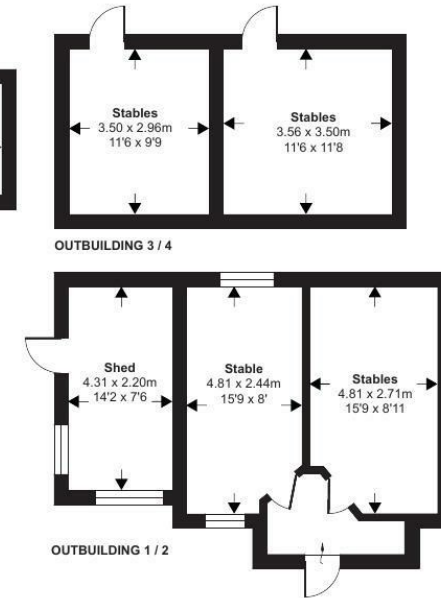 Stables
3.50 x 2.96m
11'6 x 9'9
Stables
3.56 x 3.50m
11'6 x 11'8
OUTBUILDING 3 / 4
Shed
4.31 x 2.20m
14'2 x 7'6
Stable
4.81 x 2.44m
15'9 x 8'
Stables
4.81 x 2.71m
15'9 x 8'11
OUTBUILDING 1 / 2